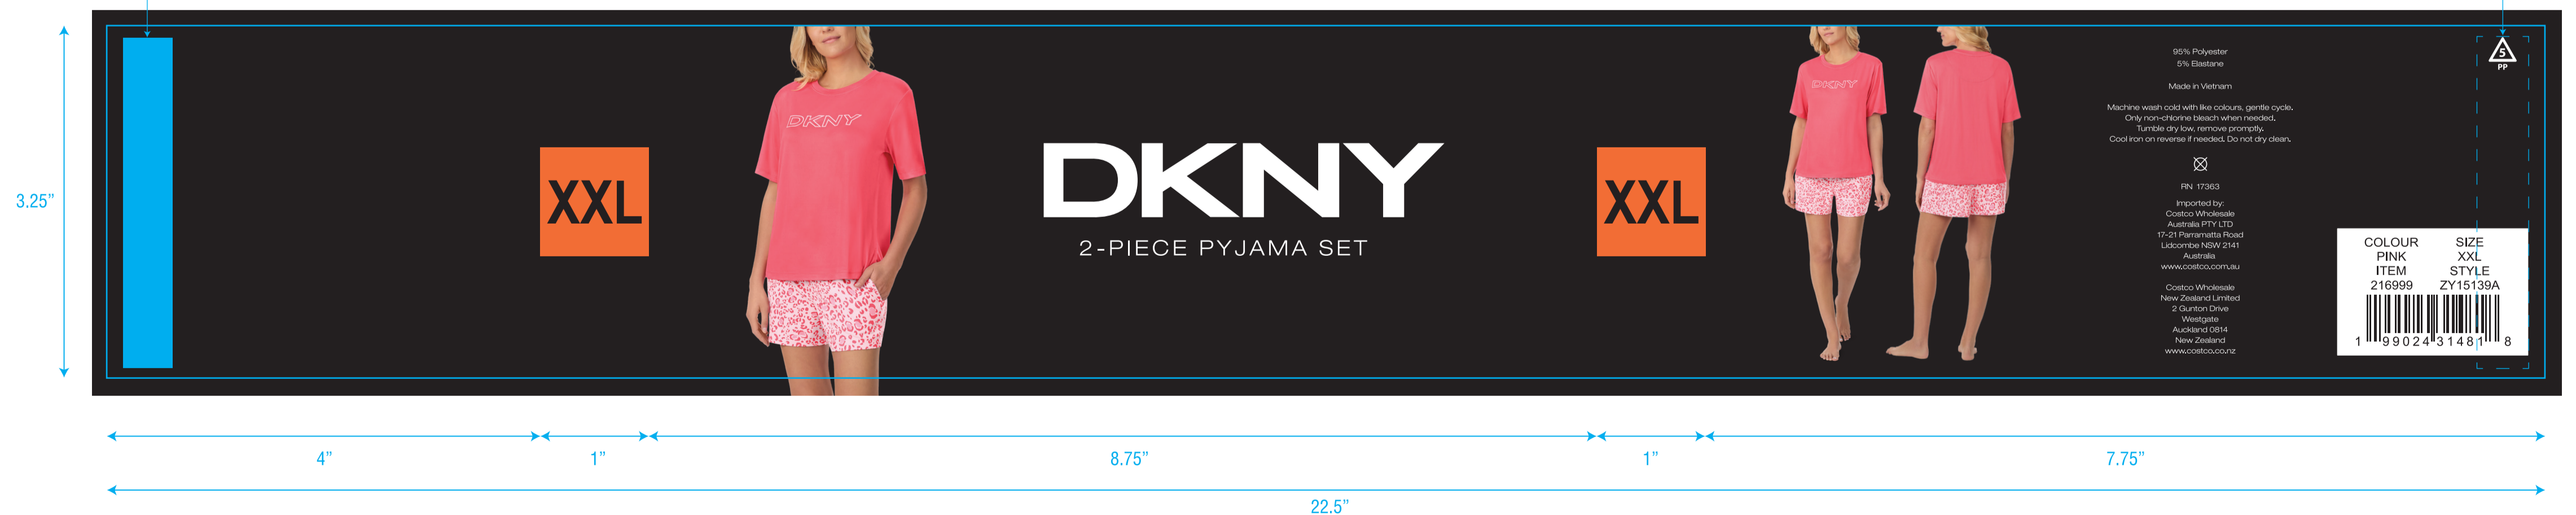 3.25”
XXL
DKNY
DKNY
2-PIECE PYJAMA SET
XXL
DKNY
95% Polyester
5% Elastane
Made in Vietnam
Machine wash cold with like colours, gentle cycle.
Only non-chlorine bleach when needed.
Tumble dry low, remove promptly.
Cool iron on reverse if needed. Do not dry clean.
RN 17363
Imported by:
Costco Wholesale
Australia PTY LTD
17-21 Parramatta Road
Lidcombe NSW 2141
Australia
www.costco.com.au
Costco Wholesale
New Zealand Limited
2 Gunton Drive
Westgate
Auckland 0814
New Zealand
www.costco.co.nz
5
PP
COLOUR SIZE
PINK XXL
ITEM STYLE
216999 ZY15139A
1 99024 31481 8
4” 1” 8.75” 1” 7.75”
22.5”